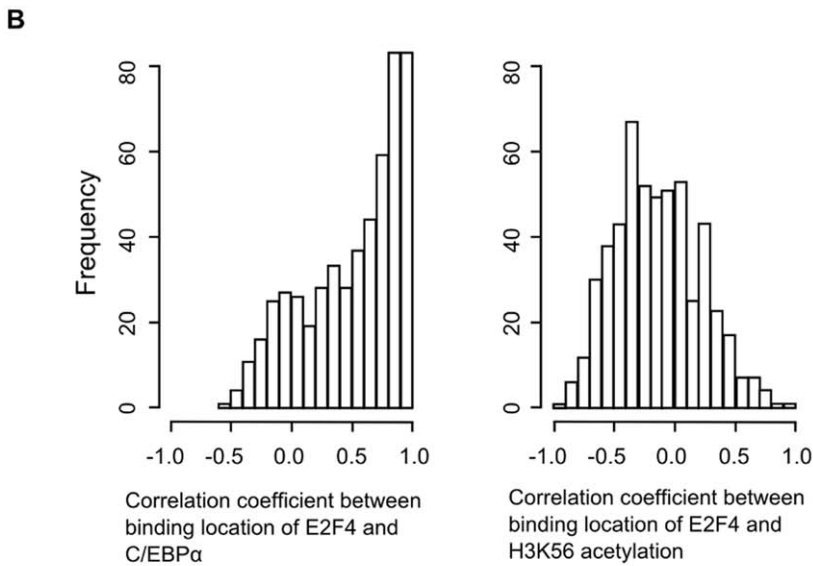 B
Frequency
80
60
40
20
0
-1.0 -0.5 0.0 0.5 1.0
Correlation coefficient between
binding location of E2F4 and
C/EBPα
80
60
40
20
0
-1.0 -0.5 0.0 0.5 1.0
Correlation coefficient between
binding location of E2F4 and
H3K56 acetylation